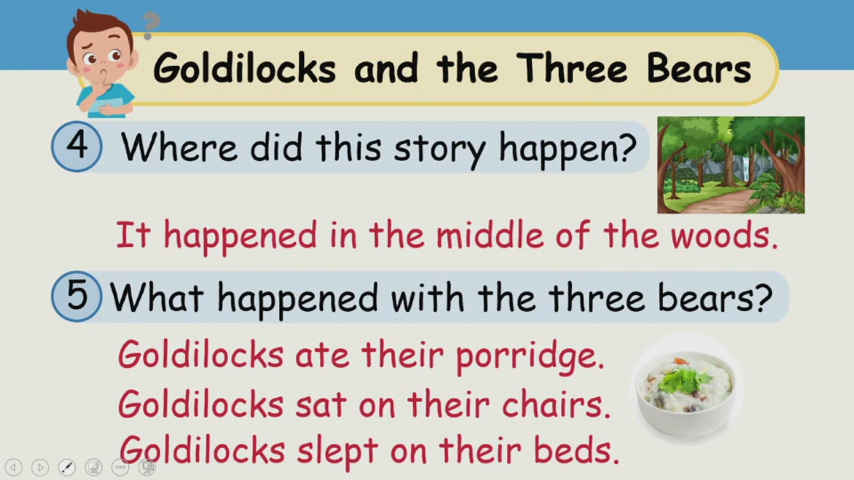 Goldilocks and the Three Bears
4 Where did this story happen?
It happened in the middle of the woods.
5 What happened with the three bears?
Goldilocks ate their porridge.
Goldilocks sat on their chairs.
Goldilocks slept on their beds.